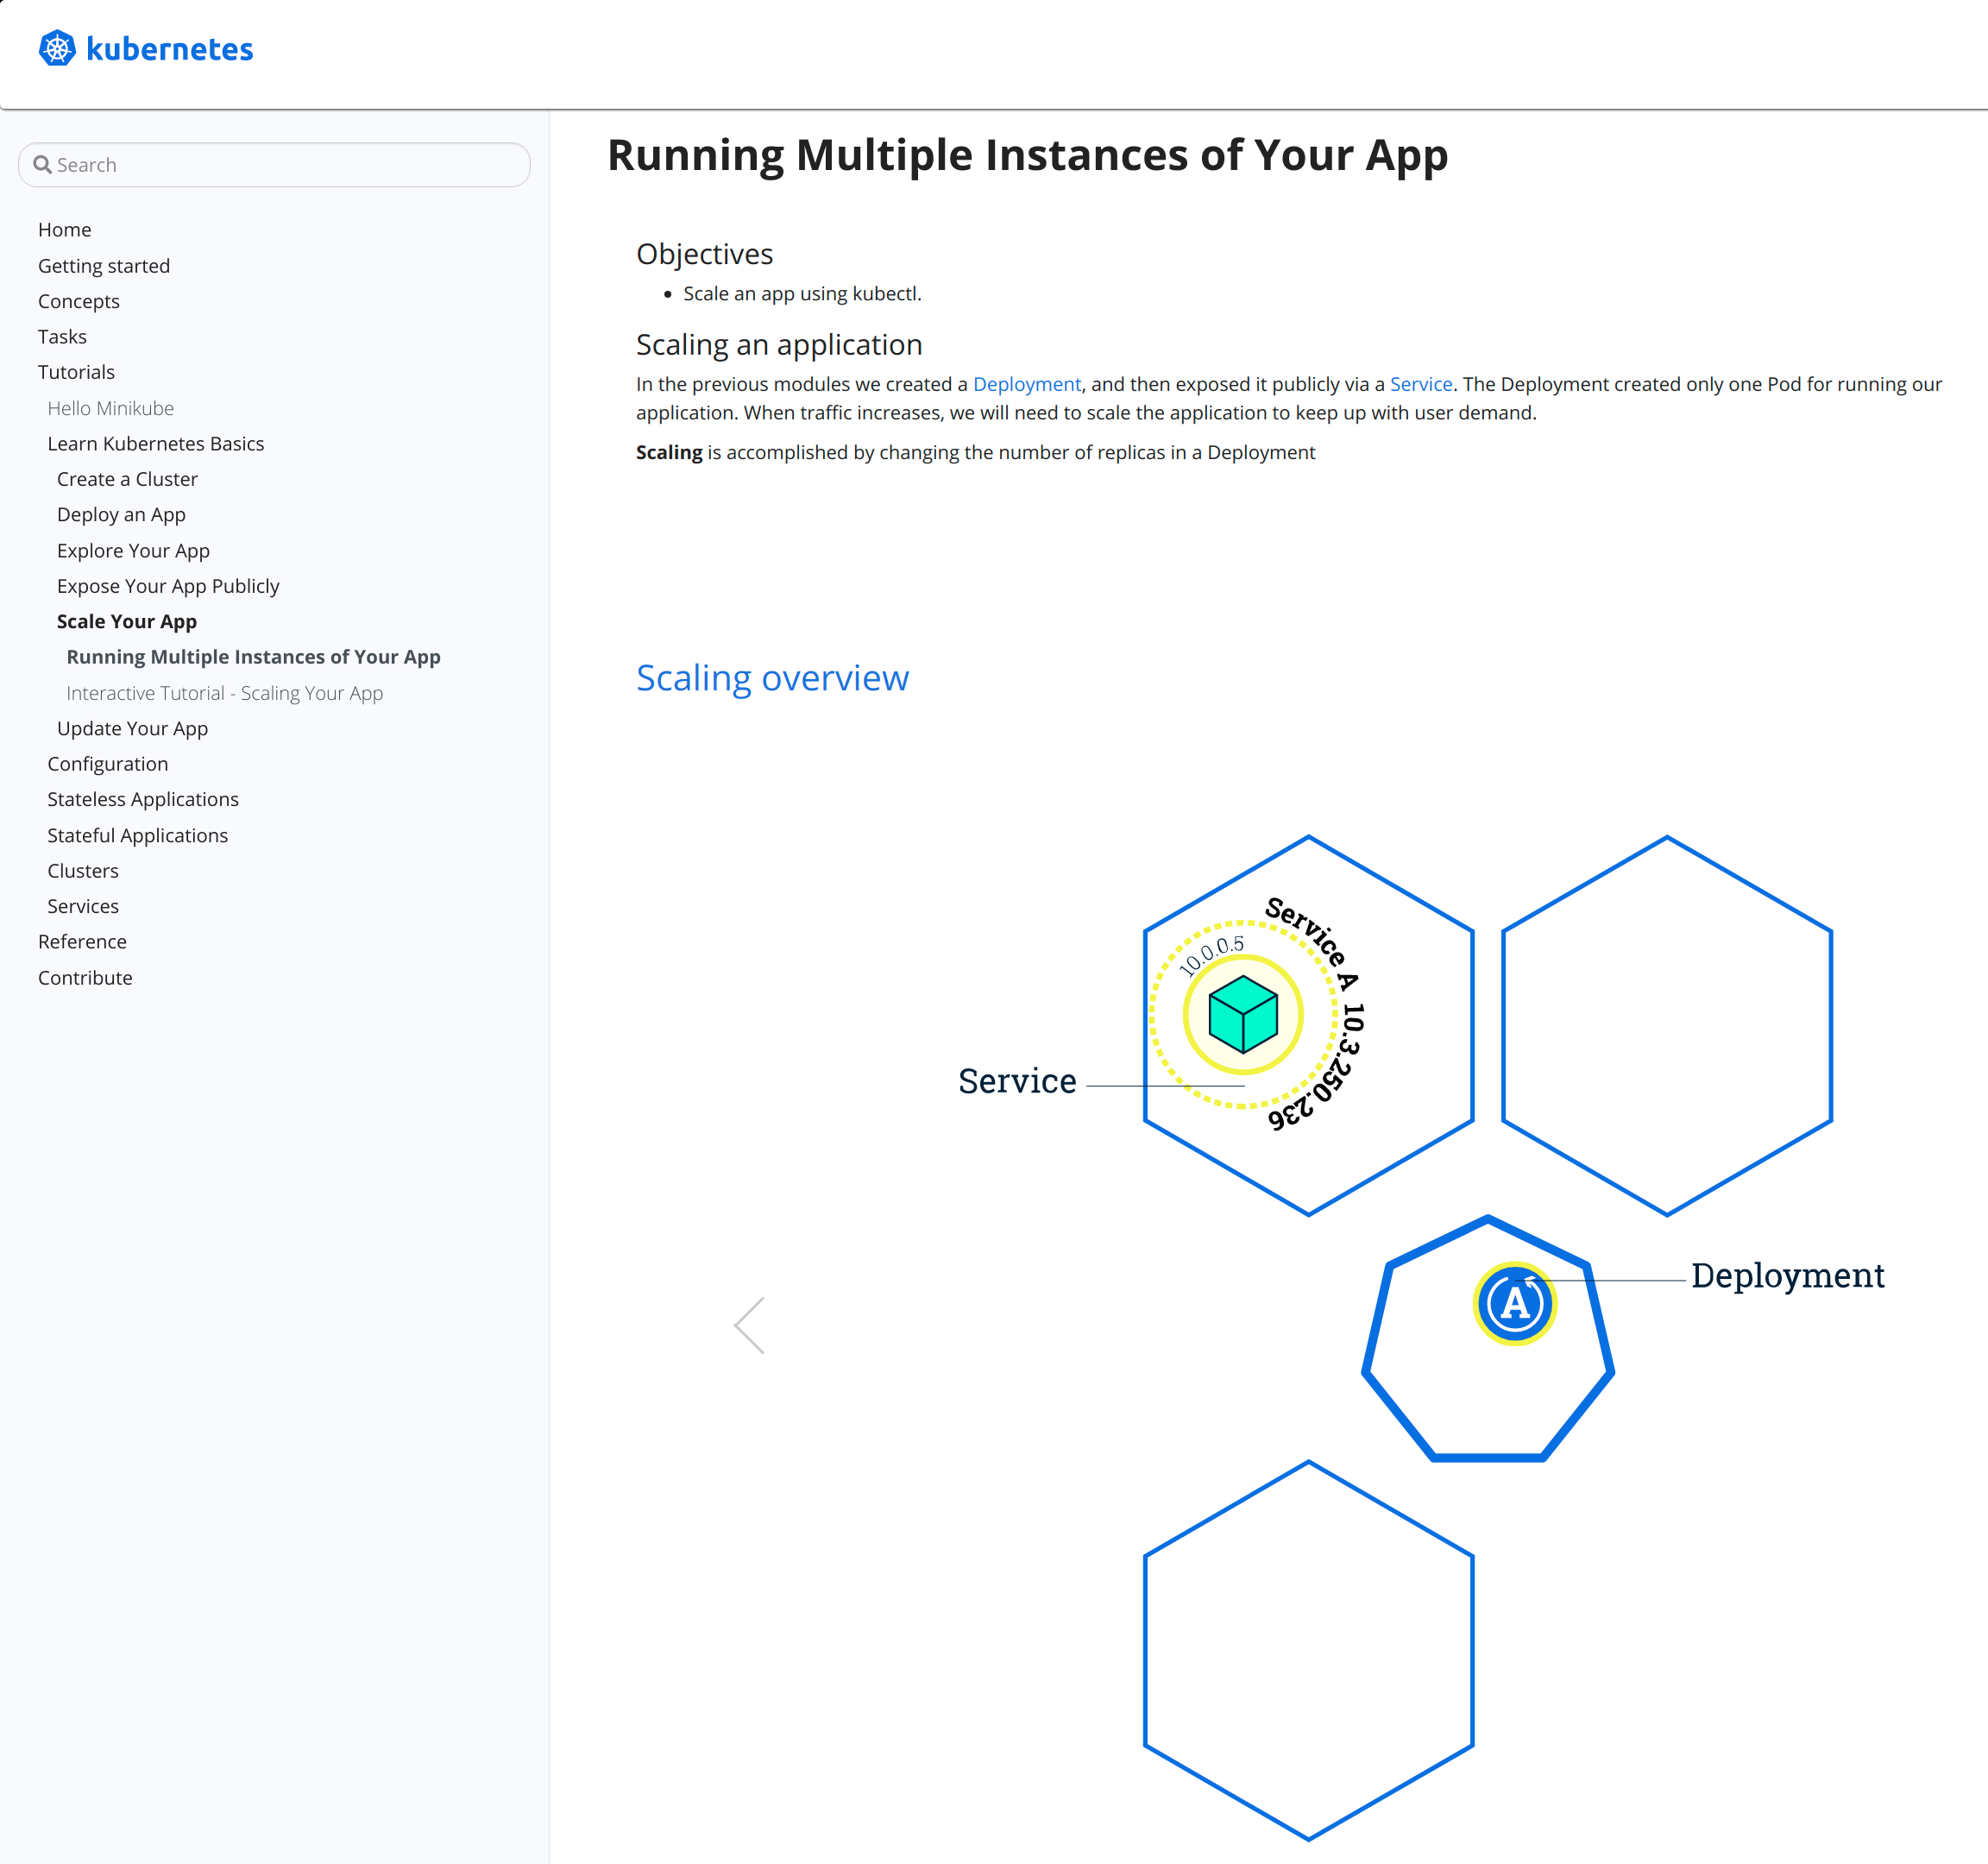 kubernetes
Search
Home
Getting started
Concepts
Tasks
Tutorials
Hello Minikube
Learn Kubernetes Basics
Create a Cluster
Deploy an App
Explore Your App
Expose Your App Publicly
Scale Your App
Running Multiple Instances of Your App
Interactive Tutorial - Scaling Your App
Update Your App
Configuration
Stateless Applications
Stateful Applications
Clusters
Services
Reference
Contribute
Running Multiple Instances of Your App
Objectives
• Scale an app using kubectl.
Scaling an application
In the previous modules we created a Deployment, and then exposed it publicly via a Service. The Deployment created only one Pod for running our
application. When traffic increases, we will need to scale the application to keep up with user demand.
Scaling is accomplished by changing the number of replicas in a Deployment
Scaling overview
Service A 10.3.250.236
10.0.0.5
Service
Deployment
A